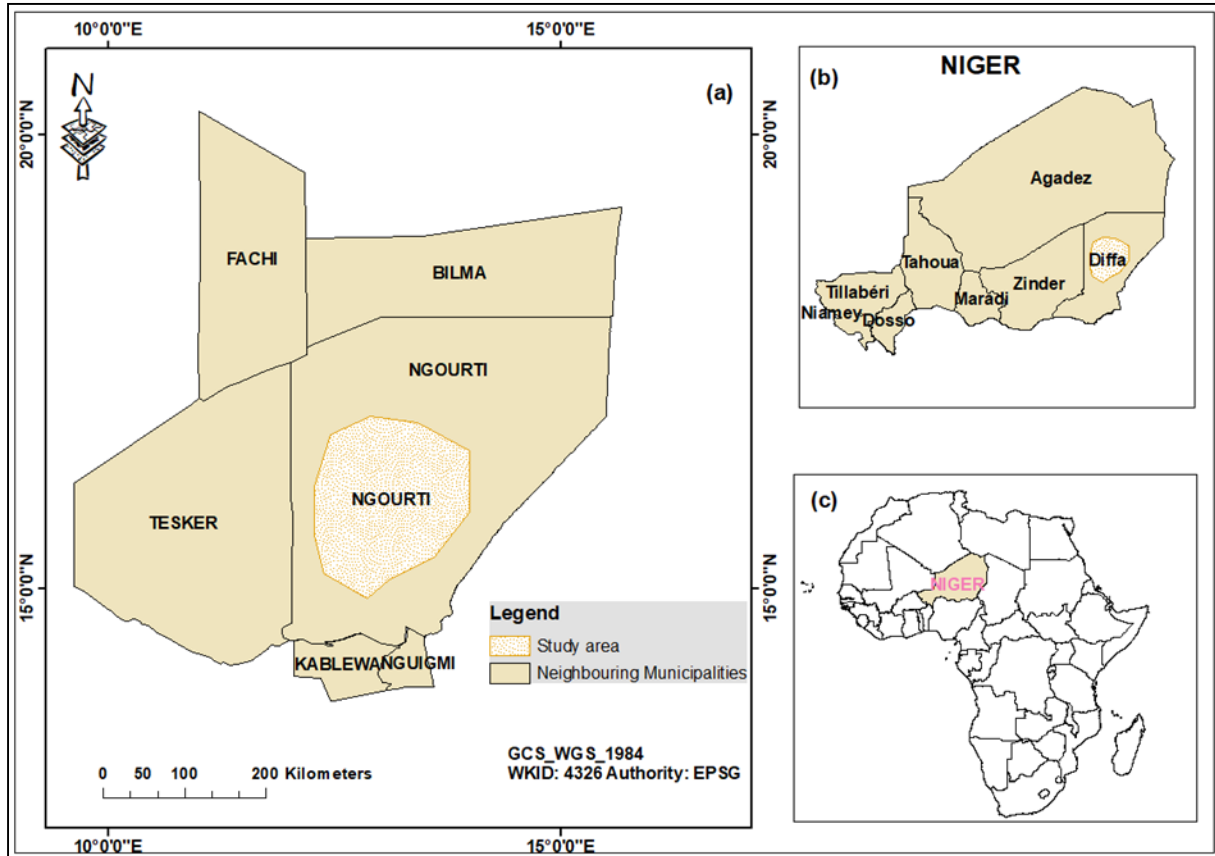 10°0'0"E
15°0'0"E
N
(a)
20°0'0"N
20°0'0"N
FACHI
BILMA
NGOURTI
NGOURTI
TESKER
15°0'0"N
15°0'0"N
KABLEWA
NGUIGMI
Legend
Study area
Neighbouring Municipalities
0 50 100 200 Kilometers
GCS_WGS_1984
WKID: 4326 Authority: EPSG
10°0'0"E
15°0'0"E
(b)
NIGER
Agadez
Tahoua
Diffa
Zinder
Tillabéri
Maradi
Niamey
Dosso
(c)
NIGER